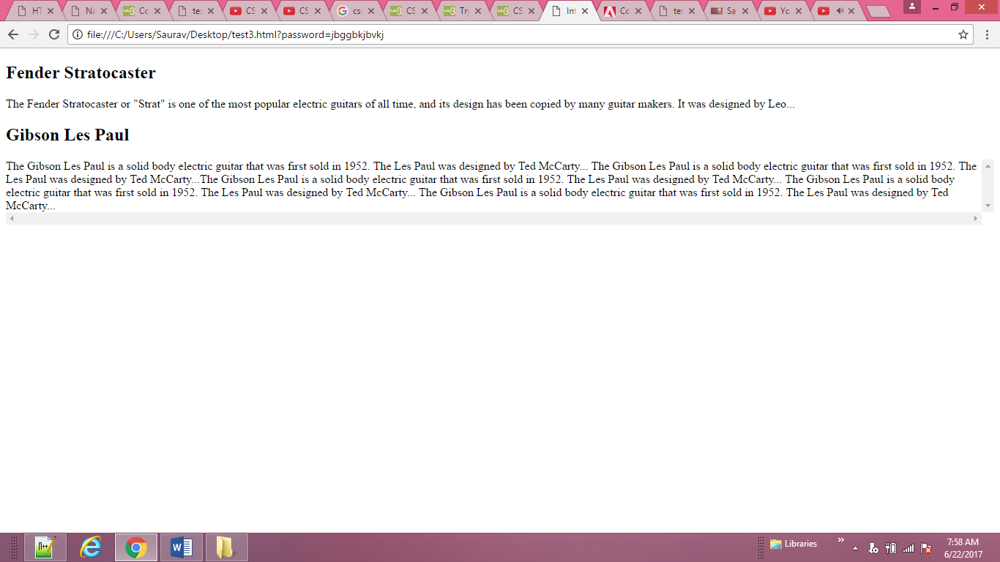 HT
Na
Co
te:
CS
CS
css
CS
Try
CS
Int
Co
te:
Sa
Yo
file:///C:/Users/Saurav/Desktop/test3.html?password=jbggbkjbvkj
Fender Stratocaster
The Fender Stratocaster or "Strat" is one of the most popular electric guitars of all time, and its design has been copied by many guitar makers. It was designed by Leo...
Gibson Les Paul
The Gibson Les Paul is a solid body electric guitar that was first sold in 1952. The Les Paul was designed by Ted McCarty... The Gibson Les Paul is a solid body electric guitar that was first sold in 1952. The
Les Paul was designed by Ted McCarty...The Gibson Les Paul is a solid body electric guitar that was first sold in 1952. The Les Paul was designed by Ted McCarty... The Gibson Les Paul is a solid body
electric guitar that was first sold in 1952. The Les Paul was designed by Ted McCarty... The Gibson Les Paul is a solid body electric guitar that was first sold in 1952. The Les Paul was designed by Ted
McCarty...
Libraries
7:58 AM
6/22/2017